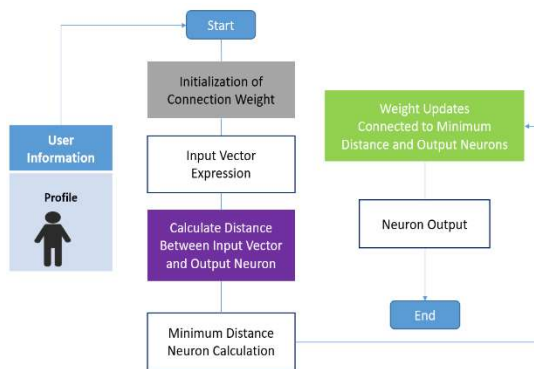 Start
Initialization of
Connection Weight
Input Vector
Expression
Calculate Distance
Between Input Vector
and Output Neuron
Minimum Distance
Neuron Calculation
User
Information
Profile
Weight Updates
Connected to Minimum
Distance and Output Neurons
Neuron Output
End